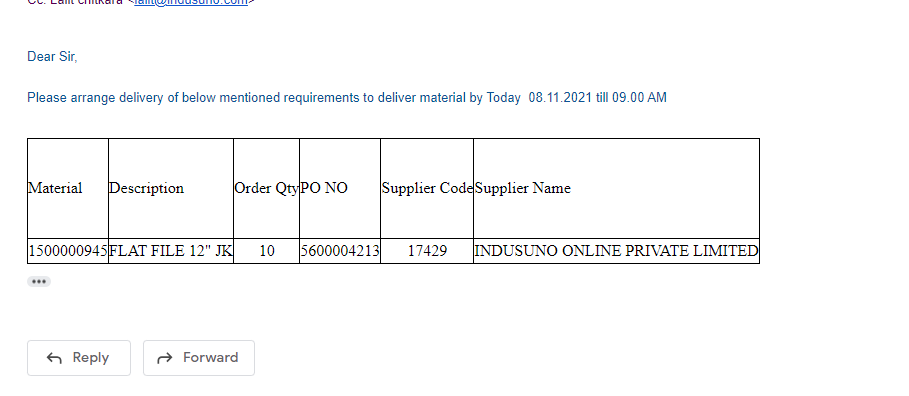 Cc: Lalit chitkara <lalit@indusuno.com>
Dear Sir,
Please arrange delivery of below mentioned requirements to deliver material by Today 08.11.2021 till 09.00 AM
Material Description Order Qty PO NO Supplier Code Supplier Name
1500000945 FLAT FILE 12" JK 10 5600004213 17429 INDUSUNO ONLINE PRIVATE LIMITED
Reply Forward